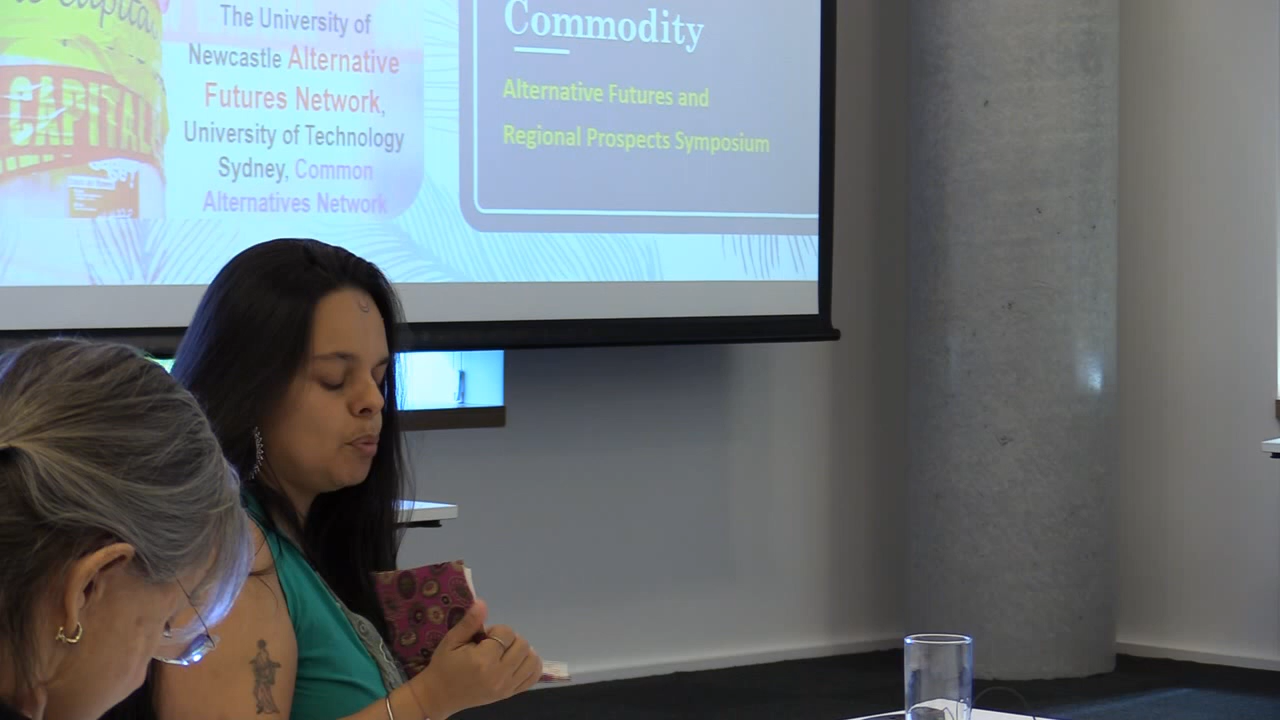 Capital
CAPITAL
The University of
Newcastle Alternative
Futures Network,
University of Technology
Sydney, Common
Alternatives Network
Commodity
Alternative Futures and
Regional Prospects Symposium